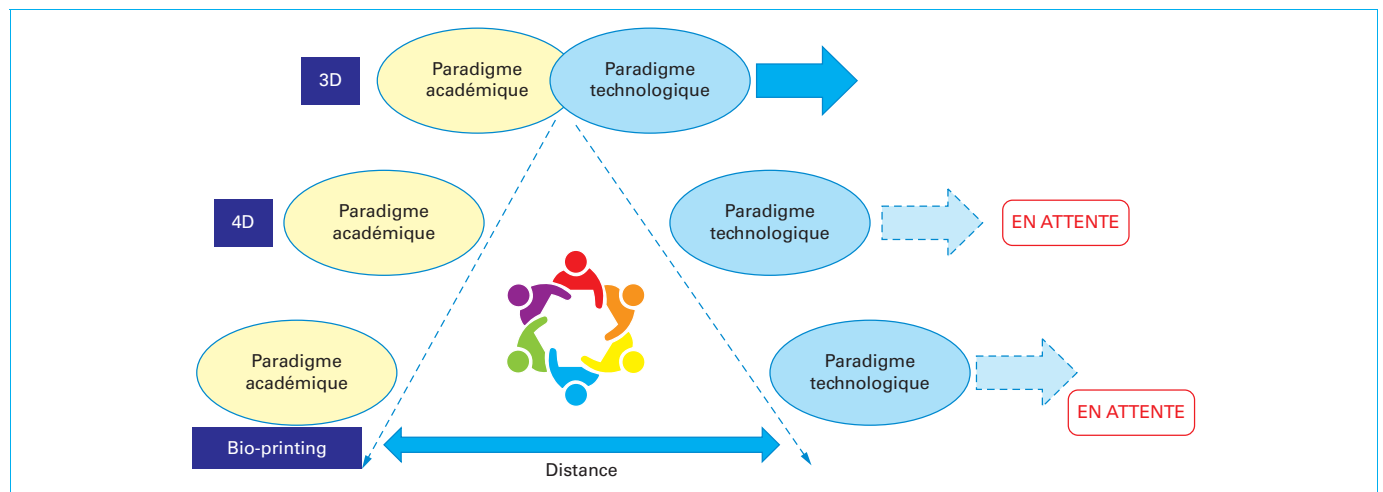 3D
Paradigme
académique
Paradigme
technologique
4D
Paradigme
académique
Paradigme
technologique
EN ATTENTE
Paradigme
académique
Paradigme
technologique
EN ATTENTE
Bio-printing
Distance